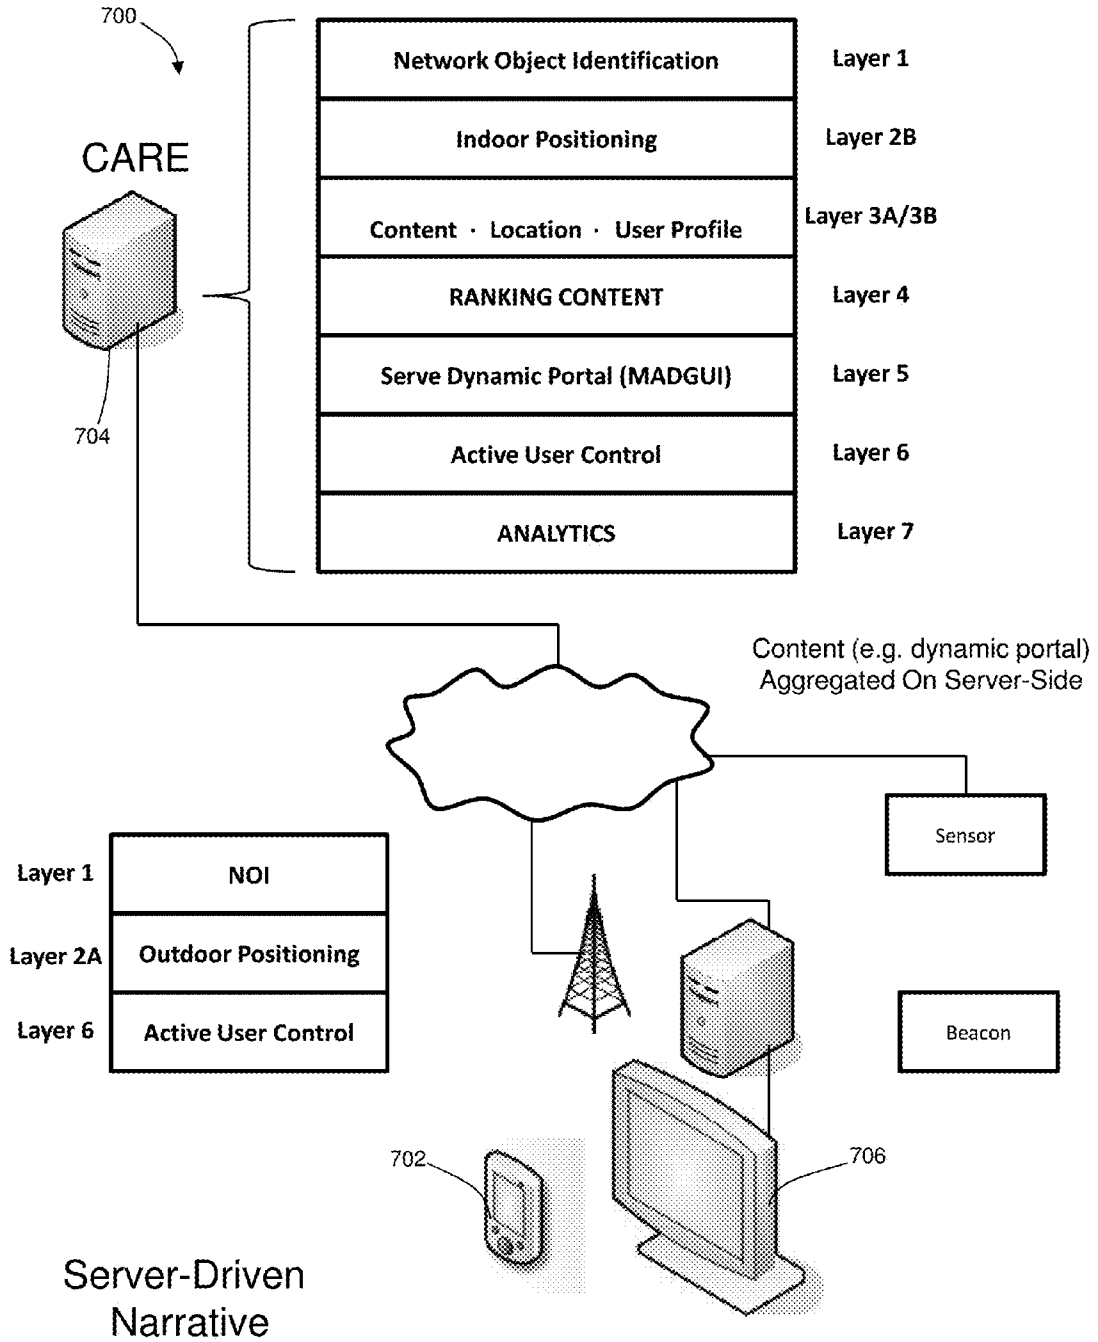 700
CARE
704
Network Object Identification Layer 1
Indoor Positioning Layer 2B
Content · Location · User Profile Layer 3A/3B
RANKING CONTENT Layer 4
Serve Dynamic Portal (MADGUI) Layer 5
Active User Control Layer 6
ANALYTICS Layer 7
Content (e.g. dynamic portal)
Aggregated On Server-Side
Sensor
Layer 1 NOI
Layer 2A Outdoor Positioning
Layer 6 Active User Control
Beacon
702
706
Server-Driven
Narrative